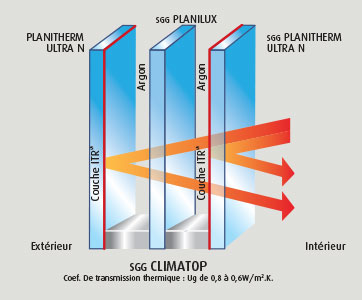 SGG PLANILUX
PLANITHERM
ULTRA N
SGG PLANITHERM
ULTRA N
Argon
Argon
Couche ITR*
Couche ITR*
Extérieur
Intérieur
SGG CLIMATOP
Coef. De transmission thermique : Ug de 0,8 à 0,6W/m².K.